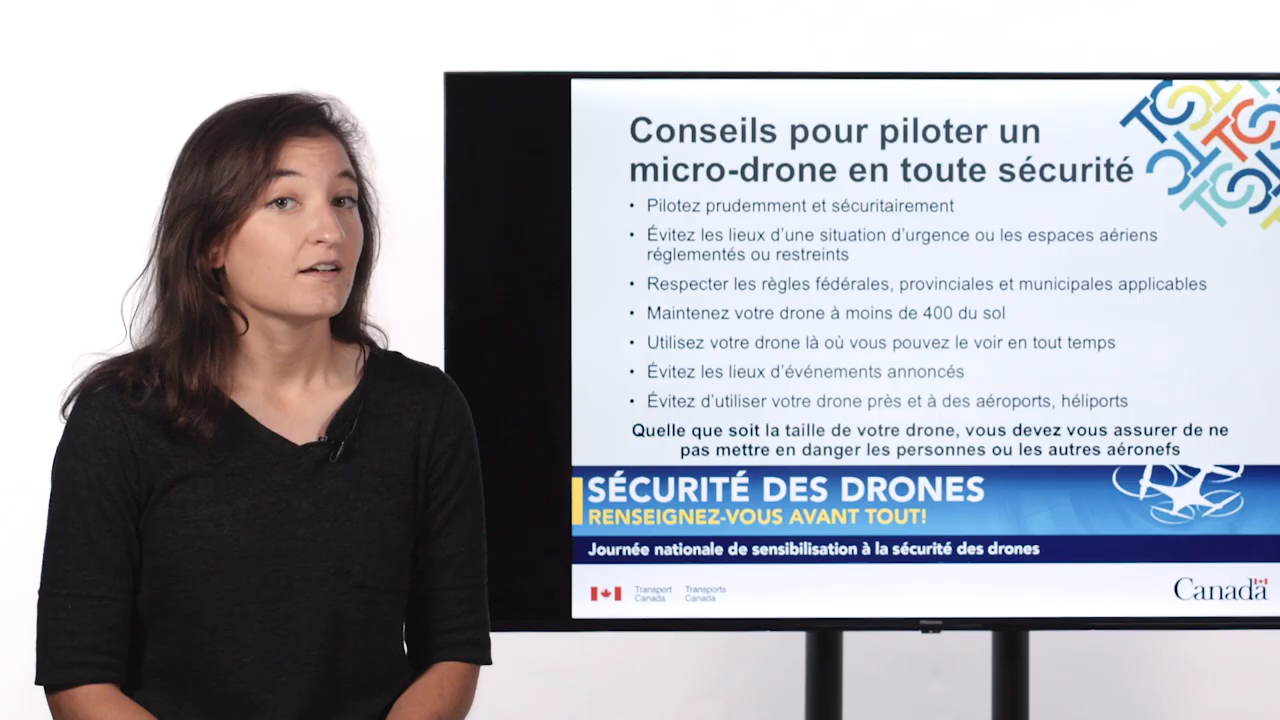 Conseils pour piloter un
micro-drone en toute sécurité
• Pilotez prudemment et sécuritairement
• Évitez les lieux d'une situation d'urgence ou les espaces aériens
réglementés ou restreints
• Respecter les règles fédérales, provinciales et municipales applicables
• Maintenez votre drone à moins de 400 du sol
• Utilisez votre drone là où vous pouvez le voir en tout temps
• Évitez les lieux d'événements annoncés
• Évitez d'utiliser votre drone près et à des aéroports, héliports
Quelle que soit la taille de votre drone, vous devez vous assurer de ne
pas mettre en danger les personnes ou les autres aéronefs
SÉCURITÉ DES DRONES
RENSEIGNEZ-VOUS AVANT TOUT!
Journée nationale de sensibilisation à la sécurité des drones
Transport Transports
Canada Canada
Canada